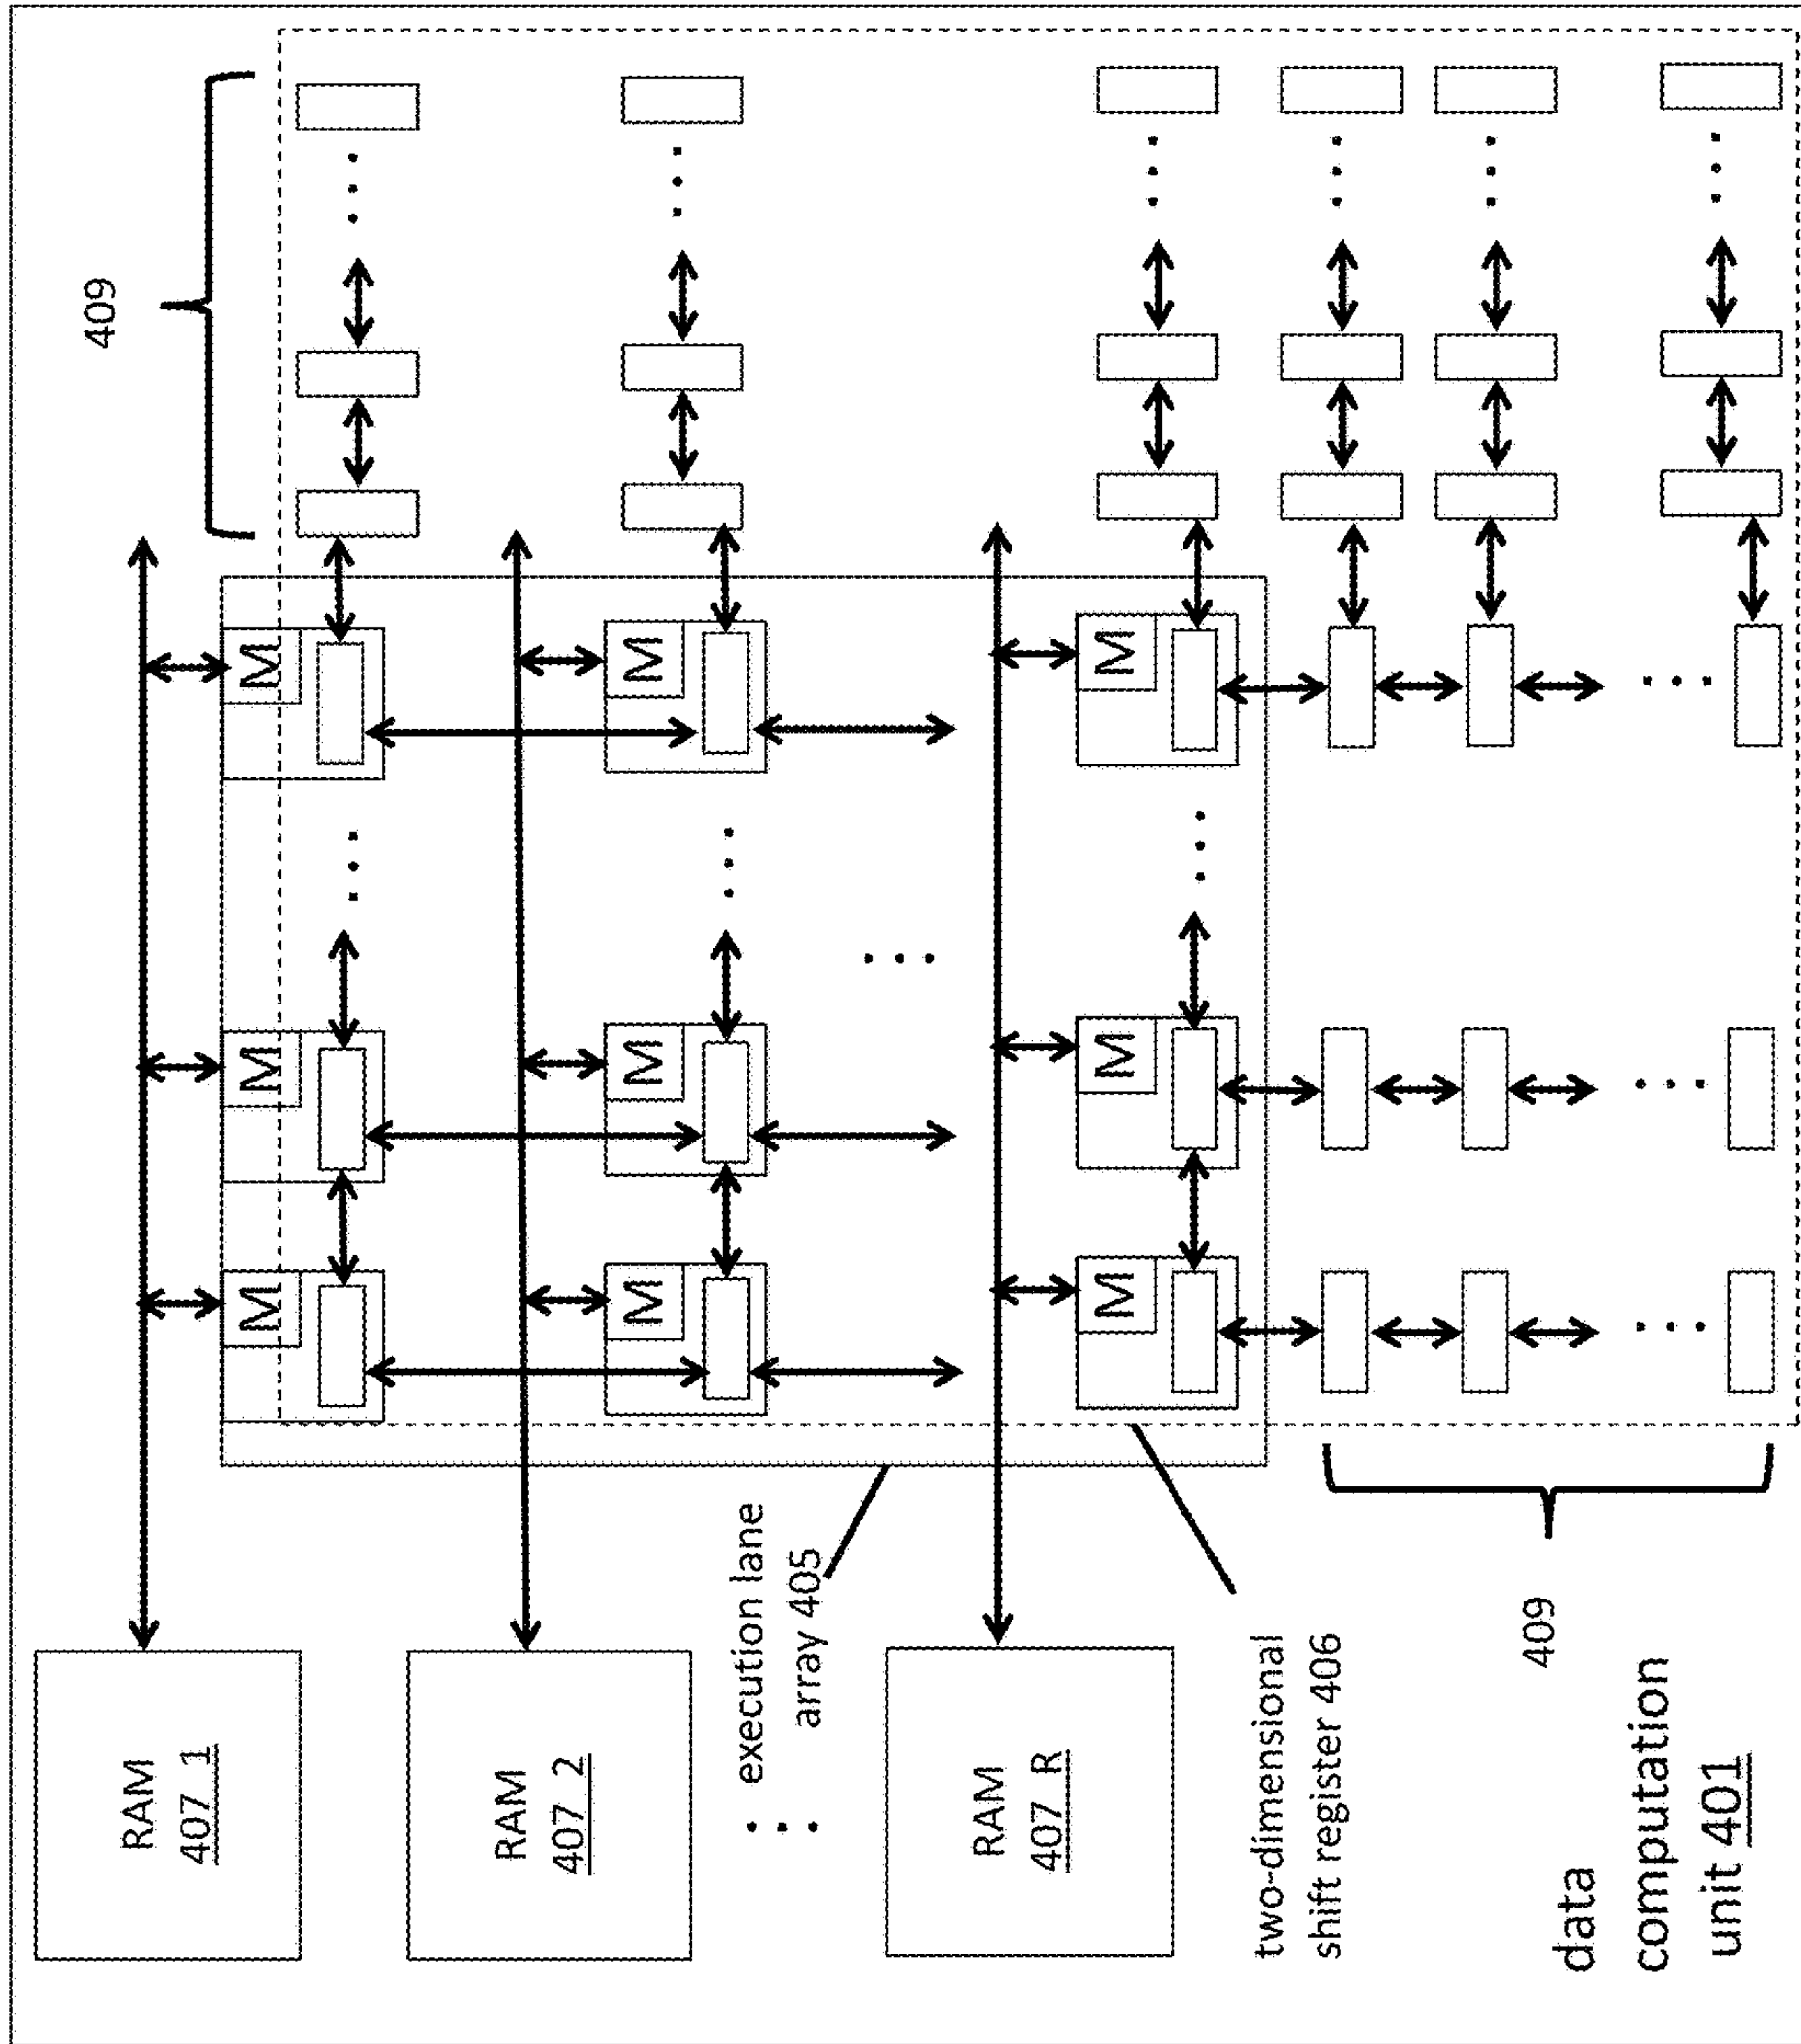 409
RAM
407_1
M M M
RAM
407_2
M M M
execution lane
array 405
RAM
407_R
M M M
two-dimensional
shift register 406
409
data
computation
unit 401